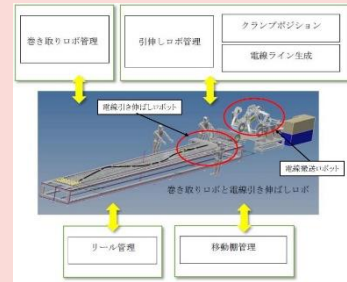 巻き取りロボ管理
引伸しロボ管理
クランプポジション
電線ライン生成
電線引き伸ばしロボット
電線搬送ロボット
巻き取りロボと電線引き伸ばしロボ
リール管理
移動棚管理